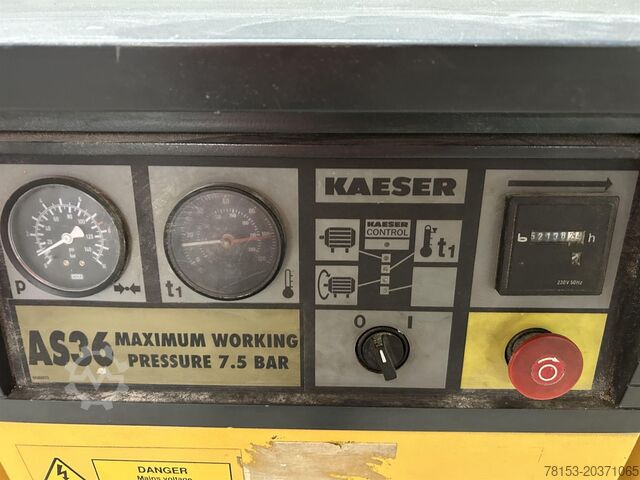 KAESER
KAESER
CONTROL
t1
p
t1
h
230V 50Hz
O I
AS36 MAXIMUM WORKING
PRESSURE 7.5 BAR
DANGER
Mains voltage
78153-20371065